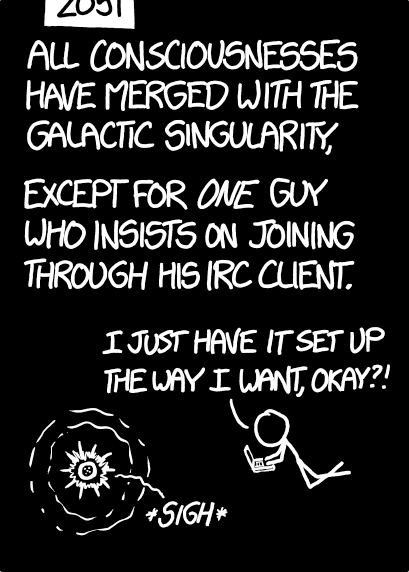 2051
ALL CONSCIOUSNESSES
HAVE MERGED WITH THE
GALACTIC SINGULARITY,
EXCEPT FOR ONE GUY
WHO INSISTS ON JOINING
THROUGH HIS IRC CLIENT.
I JUST HAVE IT SET UP
THE WAY I WANT, OKAY?!
*SIGH*